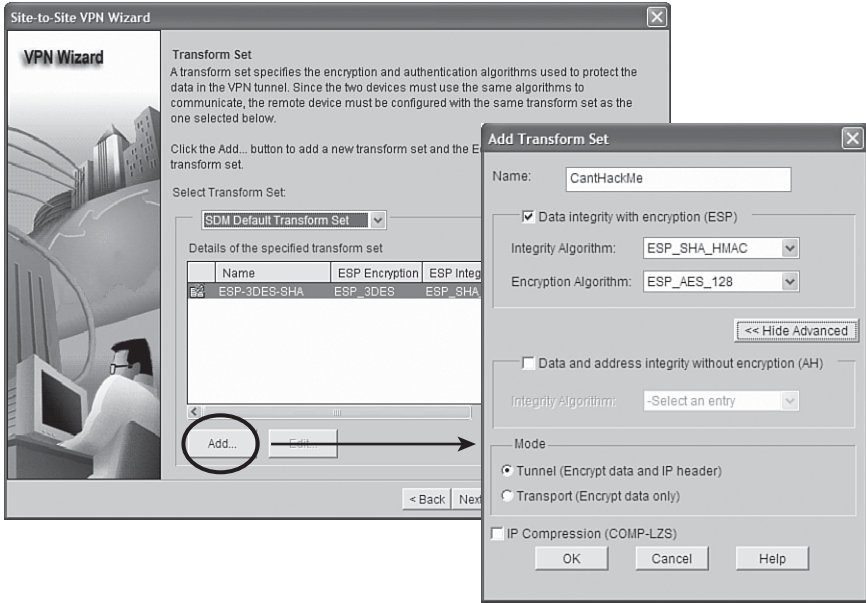 Site-to-Site VPN Wizard
VPN Wizard
Transform Set
A transform set specifies the encryption and authentication algorithms used to protect the
data in the VPN tunnel. Since the two devices must use the same algorithms to
communicate, the remote device must be configured with the same transform set as the
one selected below.
Click the Add... button to add a new transform set and the
transform set.
Select Transform Set:
SDM Default Transform Set
Details of the specified transform set
Name ESP Encryption ESP Integ
ESP-3DES-SHA ESP_3DES ESP_SHA
Add... Edit...
< Back Next
Add Transform Set
Name: CantHackMe
Data integrity with encryption (ESP)
Integrity Algorithm: ESP_SHA_HMAC
Encryption Algorithm: ESP_AES_128
<< Hide Advanced
Data and address integrity without encryption (AH)
Integrity Algorithm: -Select an entry
Mode
Tunnel (Encrypt data and IP header)
Transport (Encrypt data only)
IP Compression (COMP-LZS)
OK Cancel Help